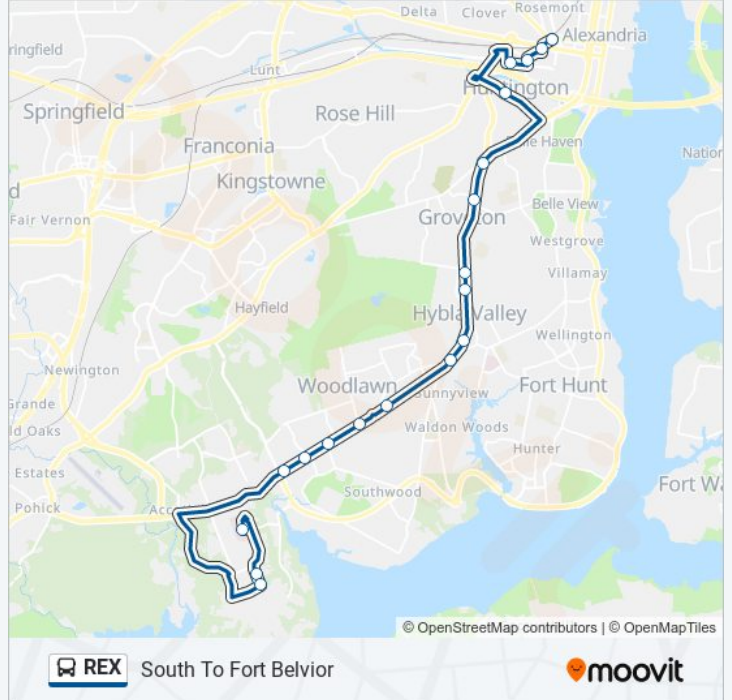 Delta
Clover
Rosemont
Alexandria
ringfield
Lunt
Huntington
Springfield
Rose Hill
Franconia
Belle Haven
Nation
Kingstowne
d
Fair Vernon
Belle View
Groveton
Westgrove
Villamay
Hayfield
Hybla Valley
Wellington
Newington
Woodlawn
Fort Hunt
Sunnyview
Grande
ld Oaks
Waldon Woods
Hunter
Estates
Southwood
Fort Wa
Pohick
Acc
© OpenStreetMap contributors | © OpenMapTiles
REX
South To Fort Belvior
moovit